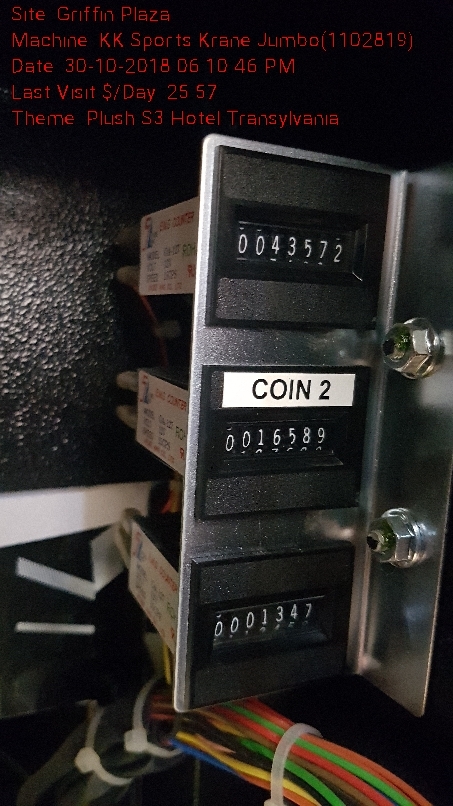 Site Griffin Plaza
Machine KK Sports Krane Jumbo(1102819)
Date 30-10-2018 06 10 46 PM
Last Visit $/Day 25 57
Theme Plush S3 Hotel Transylvania
0043572
COIN 2
0016589
0001347
COUNTER